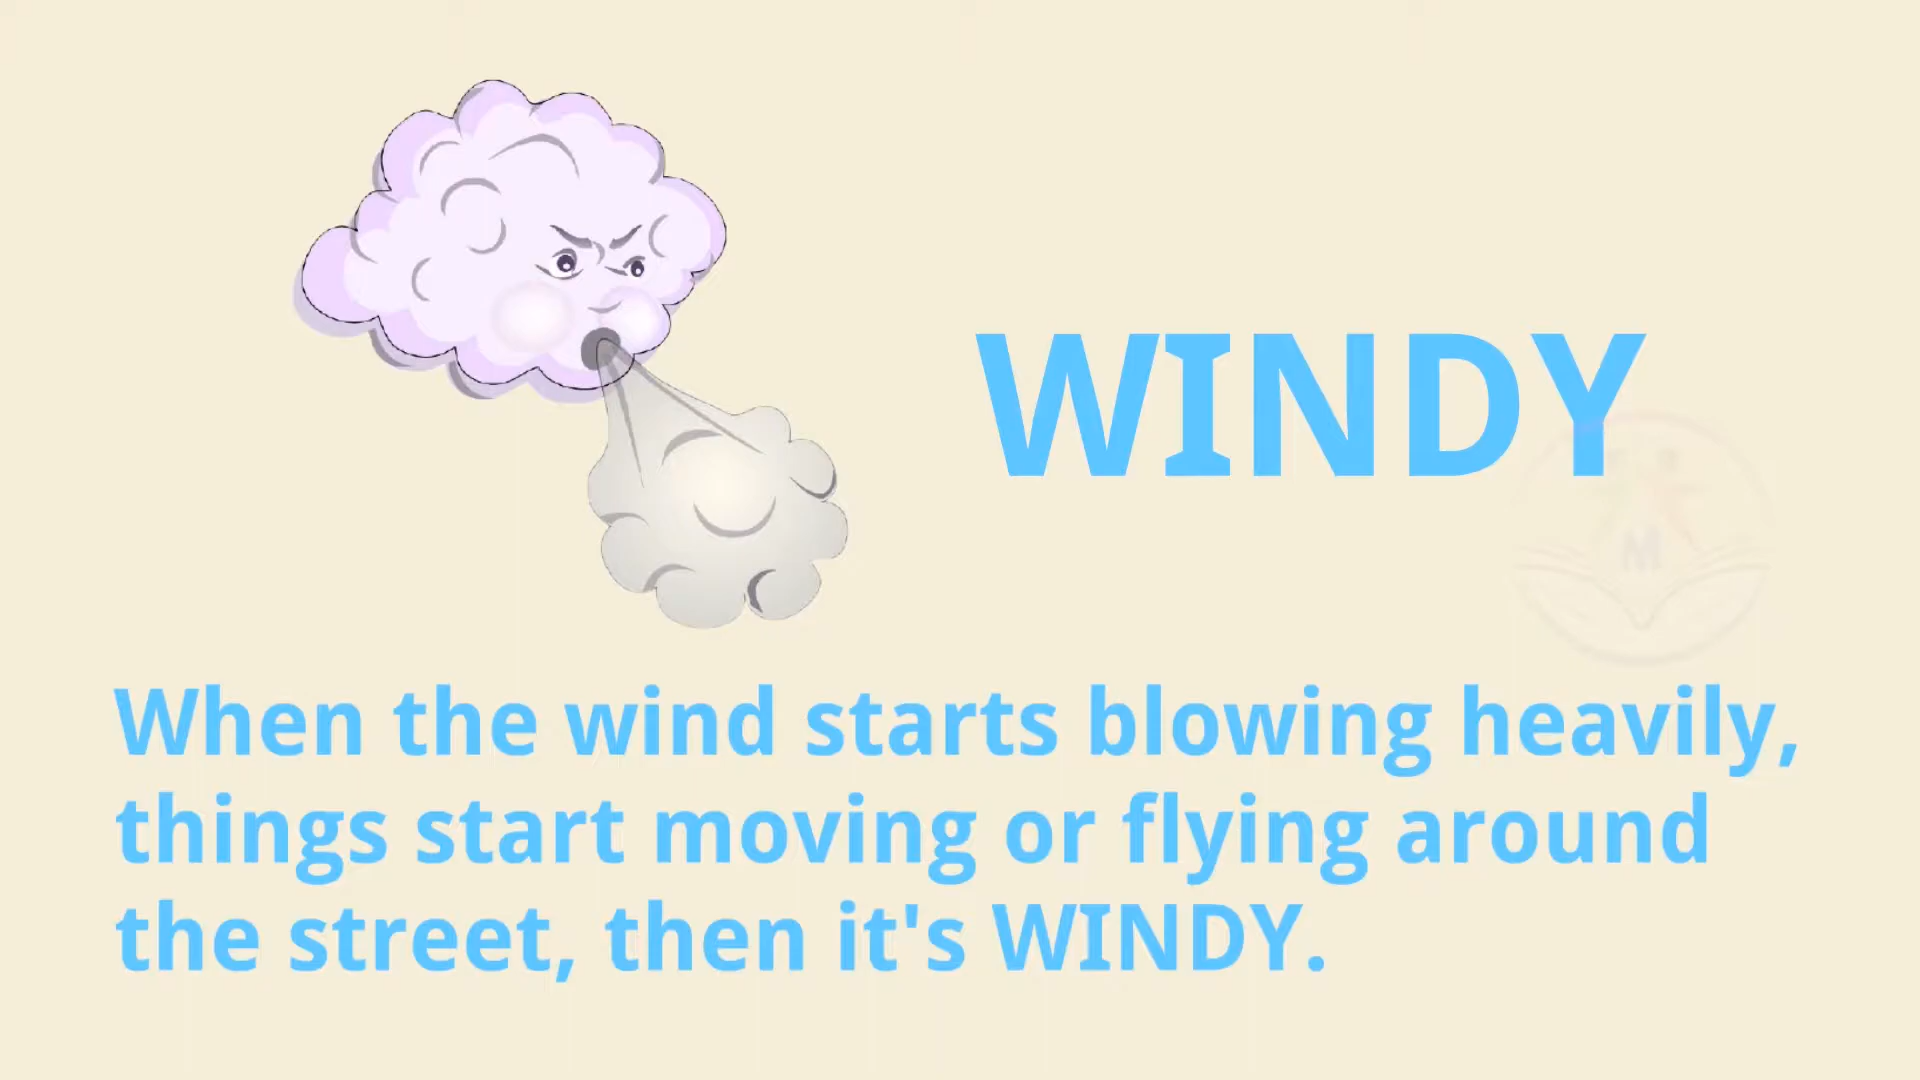 WINDY
M
When the wind starts blowing heavily,
things start moving or flying around
the street, then it's WINDY.